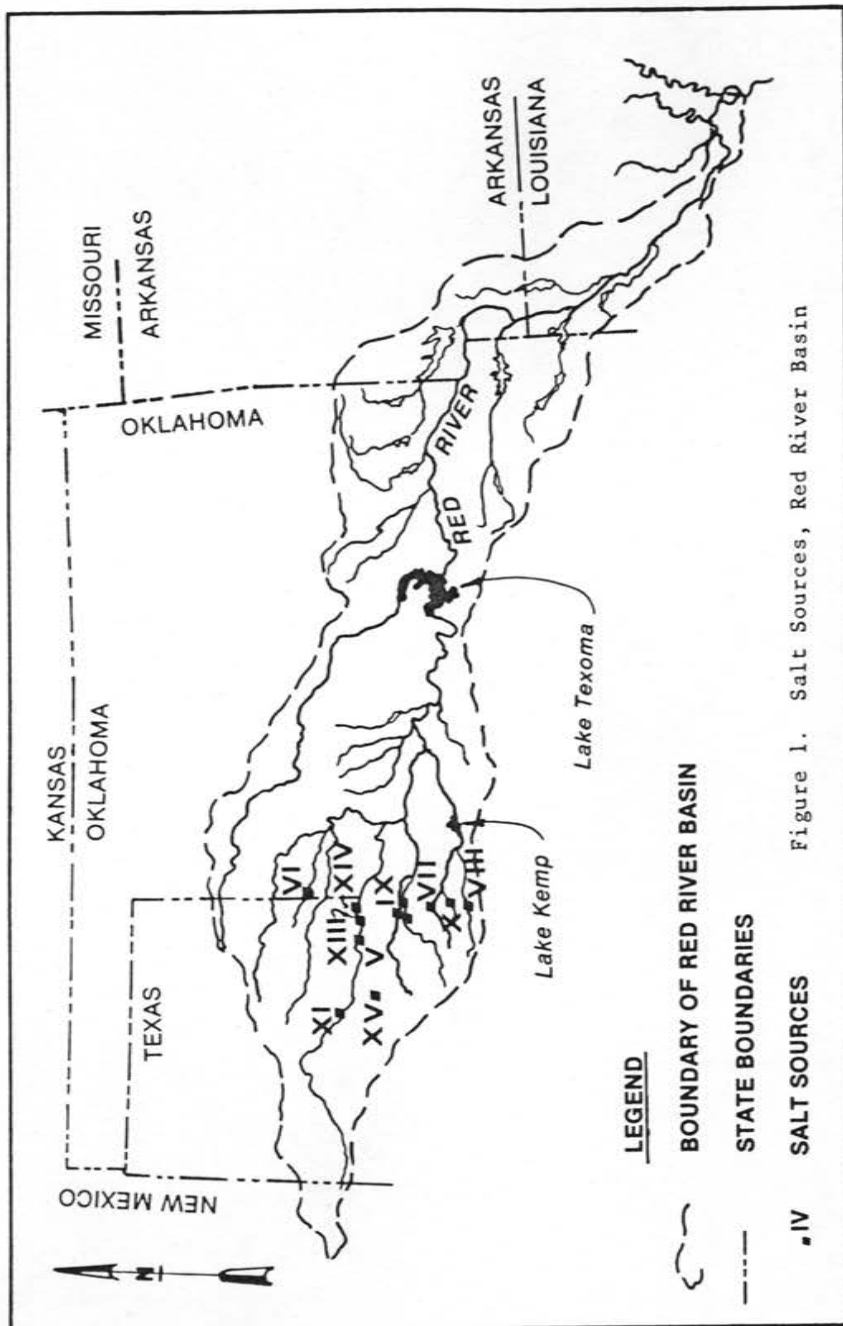 MISSOURI
ARKANSAS
KANSAS
OKLAHOMA
OKLAHOMA
TEXAS
NEW MEXICO
ARKANSAS
LOUISIANA
RED RIVER
VI
XIII
XIV
XI
V
XV
IX
VII
X
VIII
Lake Kemp
Lake Texoma
N
LEGEND
BOUNDARY OF RED RIVER BASIN
STATE BOUNDARIES
IV SALT SOURCES
Figure 1. Salt Sources, Red River Basin